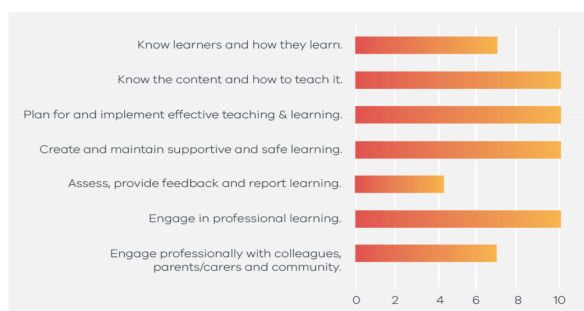 Know learners and how they learn.
Know the content and how to teach it.
Plan for and implement effective teaching & learning.
Create and maintain supportive and safe learning.
Assess, provide feedback and report learning.
Engage in professional learning.
Engage professionally with colleagues,
parents/carers and community.
0 2 4 6 8 10